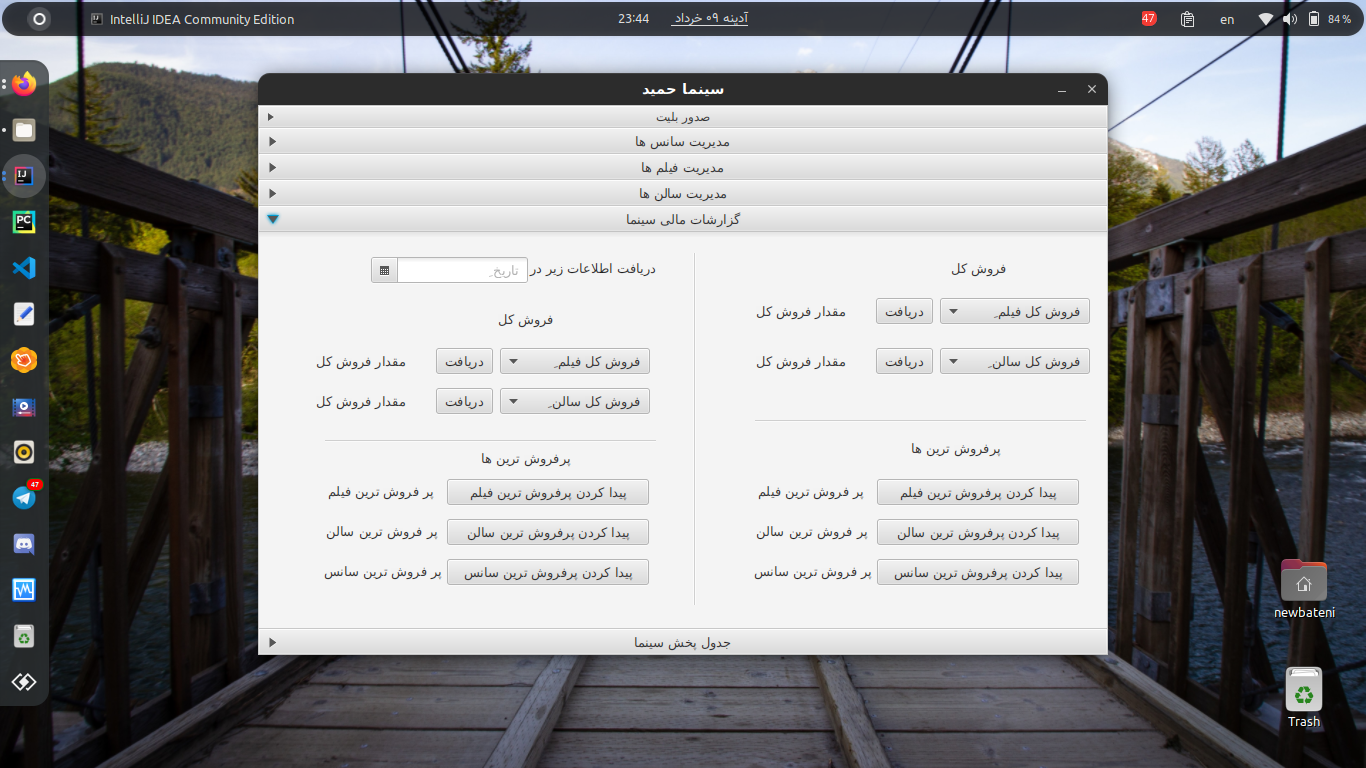 IntelliJ IDEA Community Edition
23:44
آدینه ۰۹ خرداد
47
en
84 %
سینما حمید
صدور بلیت
مدیریت سانس ها
مدیریت فیلم ها
مدیریت سالن ها
گزارشات مالی سینما
فروش کل
فروش کل فیلمِ
دریافت
مقدار فروش کل
فروش کل سالنِ
دریافت
مقدار فروش کل
پرفروش ترین ها
پیدا کردن پرفروش ترین فیلم
پر فروش ترین فیلم
پیدا کردن پرفروش ترین سالن
پر فروش ترین سالن
پیدا کردن پرفروش ترین سانس
پر فروش ترین سانس
دریافت اطلاعات زیر در
تاریخِ
فروش کل
فروش کل فیلمِ
دریافت
مقدار فروش کل
فروش کل سالنِ
دریافت
مقدار فروش کل
پرفروش ترین ها
پیدا کردن پرفروش ترین فیلم
پر فروش ترین فیلم
پیدا کردن پرفروش ترین سالن
پر فروش ترین سالن
پیدا کردن پرفروش ترین سانس
پر فروش ترین سانس
جدول پخش سینما
IJ
PC
47
newbateni
Trash